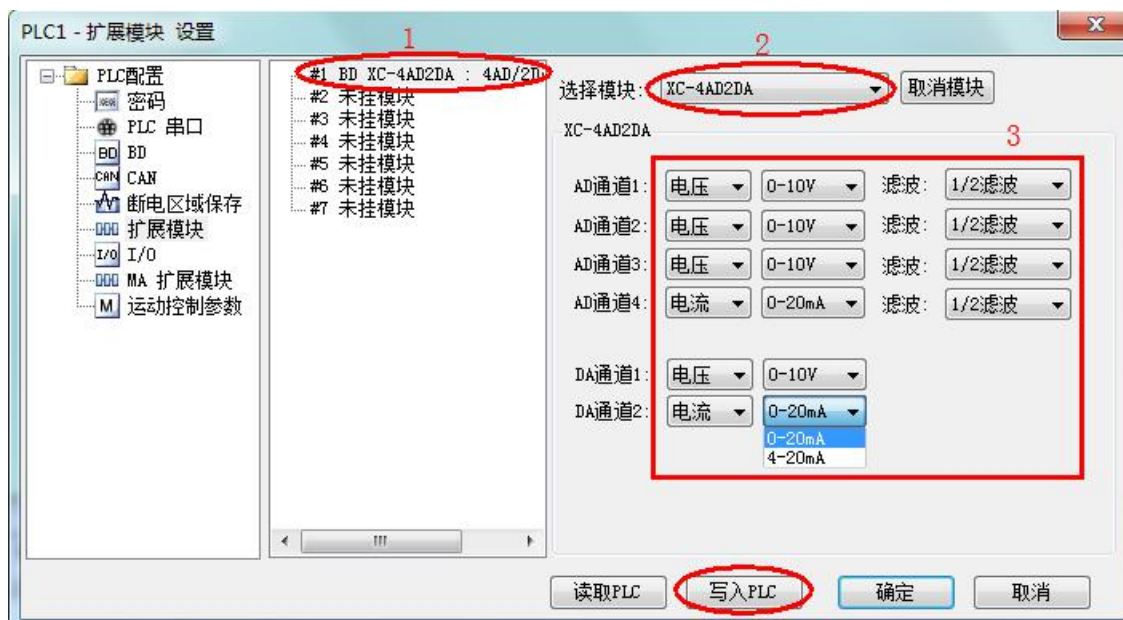 PLC1 - 扩展模块 设置
1
2
3
PLC配置
密码
PLC 串口
BD BD
CAN CAN
断电区域保存
扩展模块
I/O I/O
MA 扩展模块
M 运动控制参数
#1 BD XC-4AD2DA : 4AD/2D
#2 未挂模块
#3 未挂模块
#4 未挂模块
#5 未挂模块
#6 未挂模块
#7 未挂模块
选择模块: XC-4AD2DA 取消模块
XC-4AD2DA
AD通道1: 电压 0-10V 滤波: 1/2滤波
AD通道2: 电压 0-10V 滤波: 1/2滤波
AD通道3: 电压 0-10V 滤波: 1/2滤波
AD通道4: 电流 0-20mA 滤波: 1/2滤波
DA通道1: 电压 0-10V
DA通道2: 电流 0-20mA
0-20mA
4-20mA
读取PLC 写入PLC 确定 取消